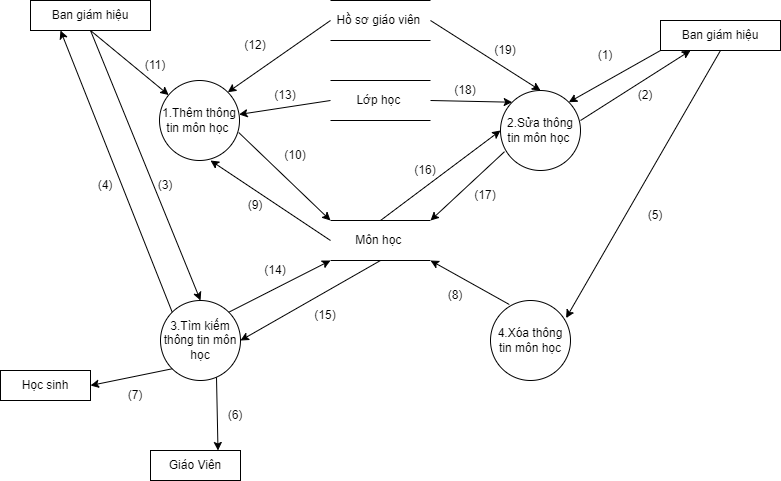 Ban giám hiệu
Hồ sơ giáo viên
Ban giám hiệu
(11)
(12)
(19)
(1)
(2)
(13)
Lớp học
(18)
1.Thêm thông
tin môn học
2.Sửa thông
tin môn học
(10)
(16)
(4)
(3)
(9)
(17)
(5)
Môn học
(14)
(8)
(15)
3.Tìm kiếm
thông tin môn
học
4.Xóa thông
tin môn học
Học sinh
(7)
(6)
Giáo Viên